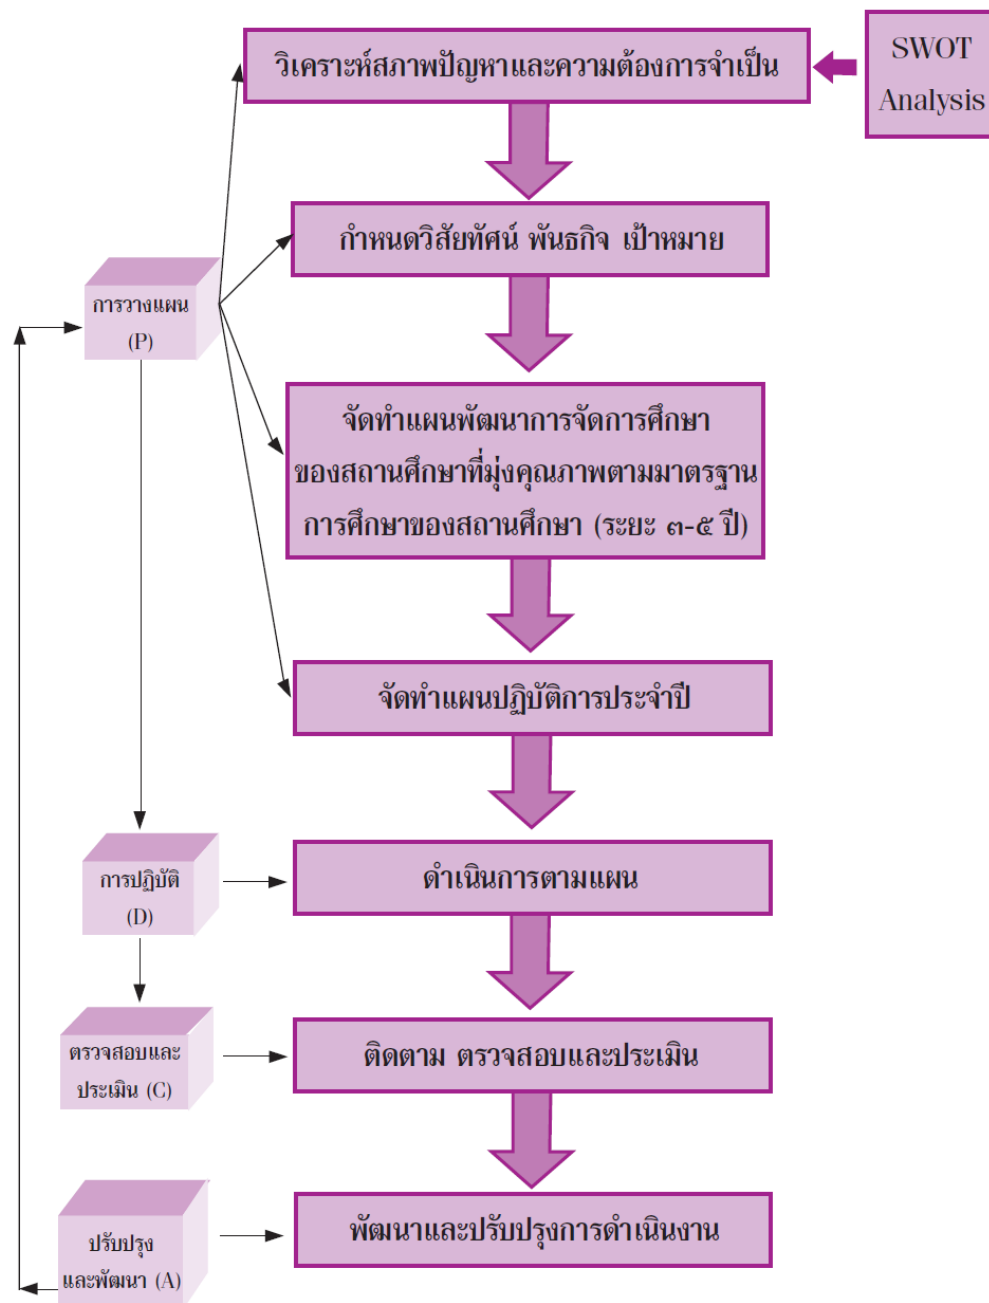 วิเคราะห์สภาพปัญหาและความต้องการจำเป็น
SWOT
Analysis
กำหนดวิสัยทัศน์ พันธกิจ เป้าหมาย
การวางแผน
(P)
จัดทำแผนพัฒนาการจัดการศึกษา
ของสถานศึกษาที่มุ่งคุณภาพตามมาตรฐาน
การศึกษาของสถานศึกษา (ระยะ ๓-๕ ปี)
จัดทำแผนปฏิบัติการประจำปี
การปฏิบัติ
(D)
ดำเนินการตามแผน
ตรวจสอบและ
ประเมิน (C)
ติดตาม ตรวจสอบและประเมิน
ปรับปรุง
และพัฒนา (A)
พัฒนาและปรับปรุงการดำเนินงาน